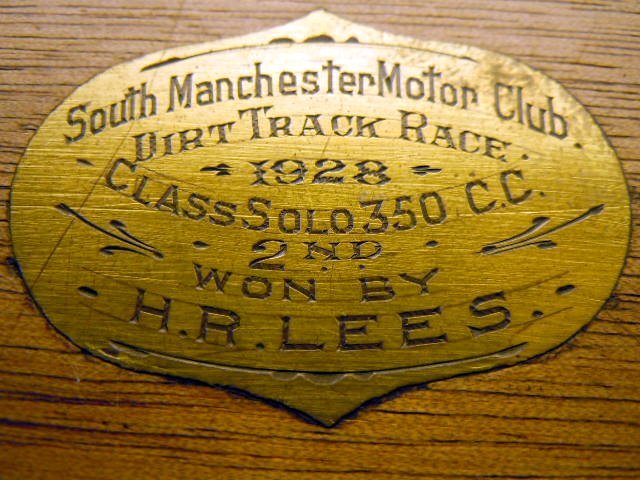 South Manchester Motor Club.
DIRT TRACK RACE.
1928
CLASS SOLO 350 C.C.
2ND
WON BY
H.R. LEES.